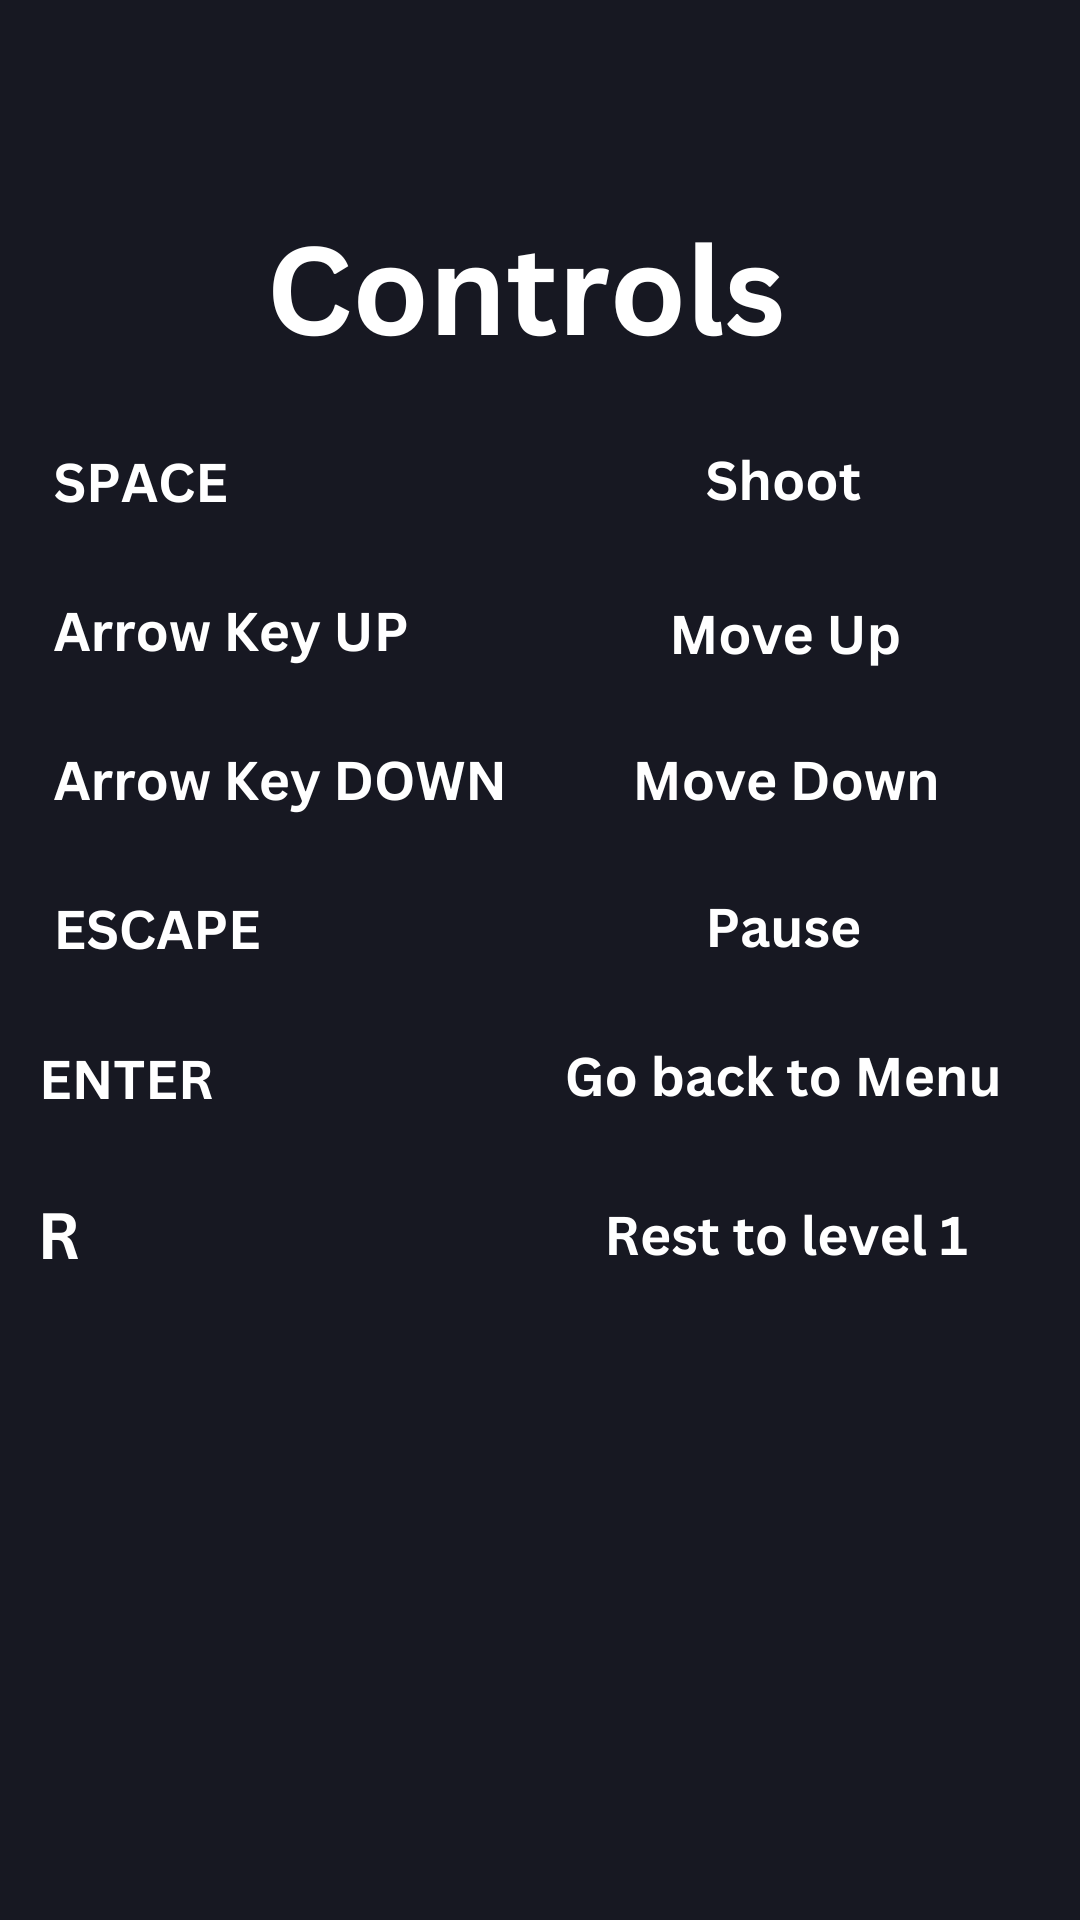 Controls
SPACE Shoot
Arrow Key UP Move Up
Arrow Key DOWN Move Down
ESCAPE Pause
ENTER Go back to Menu
R Rest to level 1